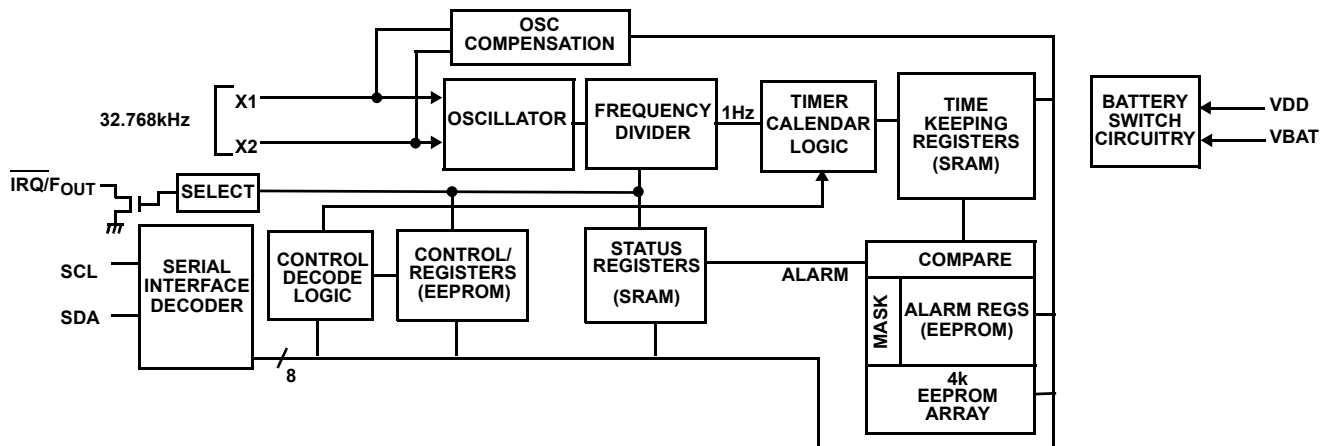 OSC
COMPENSATION
32.768kHz
X1
X2
OSCILLATOR
FREQUENCY
DIVIDER
1Hz
TIMER
CALENDAR
LOGIC
TIME
KEEPING
REGISTERS
(SRAM)
BATTERY
SWITCH
CIRCUITRY
VDD
VBAT
IRQ/FOUT
SELECT
SCL
SDA
SERIAL
INTERFACE
DECODER
CONTROL
DECODE
LOGIC
CONTROL/
REGISTERS
(EEPROM)
STATUS
REGISTERS
(SRAM)
ALARM
COMPARE
MASK
ALARM REGS
(EEPROM)
4k
EEPROM
ARRAY
8